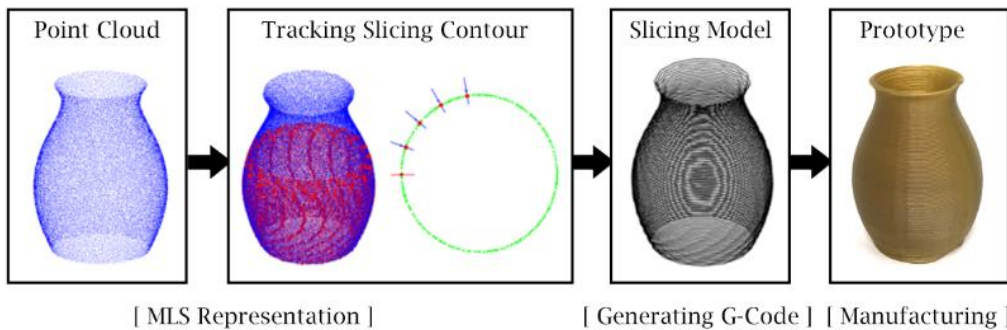 Point Cloud
Tracking Slicing Contour
Slicing Model
Prototype
[ MLS Representation ]
[ Generating G-Code ]
[ Manufacturing ]